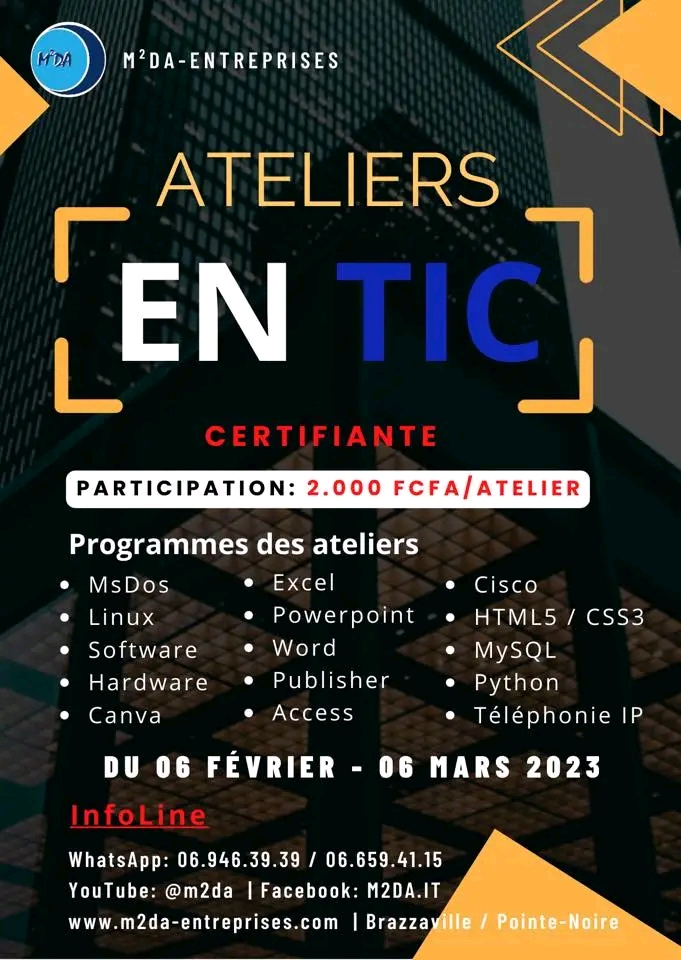 M²DA
M²DA-ENTREPRISES
ATELIERS
EN TIC
CERTIFIANTE
PARTICIPATION: 2.000 FCFA/ATELIER
Programmes des ateliers
• MsDos
• Linux
• Software
• Hardware
• Canva
• Excel
• Powerpoint
• Word
• Publisher
• Access
• Cisco
• HTML5 / CSS3
• MySQL
• Python
• Téléphonie IP
DU 06 FÉVRIER - 06 MARS 2023
InfoLine
WhatsApp: 06.946.39.39 / 06.659.41.15
YouTube: @m2da | Facebook: M2DA.IT
www.m2da-entreprises.com | Brazzaville / Pointe-Noire